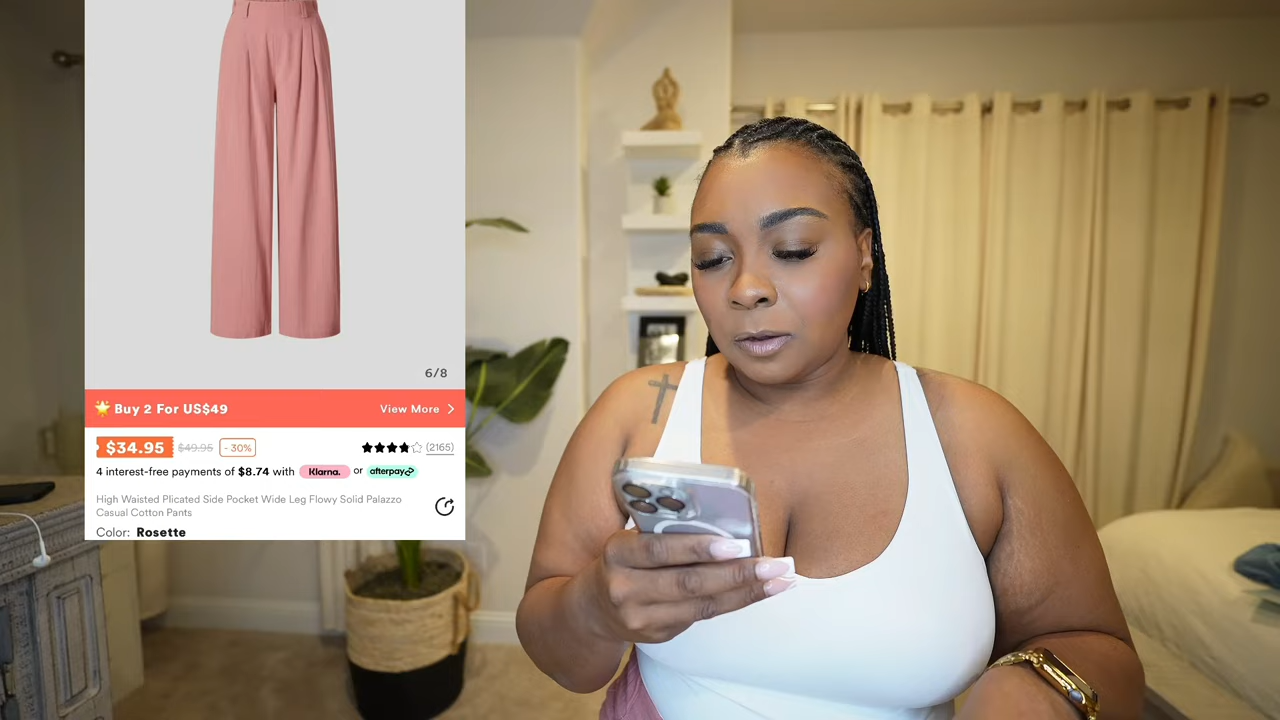 6/8
🌟 Buy 2 For US$49 View More >
$34.95 $49.95 - 30% (2165)
4 interest-free payments of $8.74 with Klarna. or afterpay
High Waisted Plicated Side Pocket Wide Leg Flowy Solid Palazzo
Casual Cotton Pants
Color: Rosette